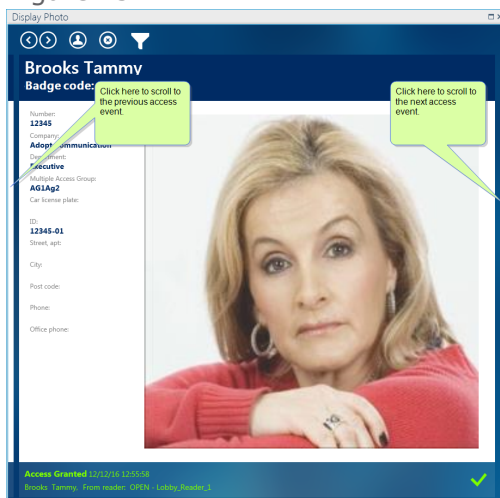 Display Photo
Brooks Tammy
Badge code:
Click here to scroll to
the previous access
event.
Click here to scroll to
the next access
event.
Number:
12345
Company:
Executive
Multiple Access Group:
AG1Ag2
Car license plate:
ID:
12345-01
Street, apt:
City:
Post code:
Phone:
Office phone:
Access Granted 12/12/16 12:55:58
Brooks Tammy, From reader: OPEN - Lobby_Reader_1